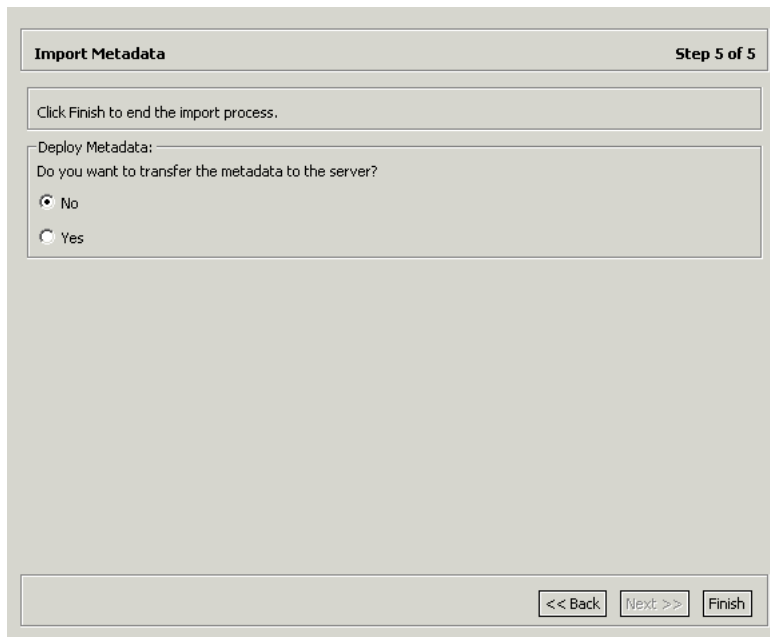 Import Metadata Step 5 of 5
Click Finish to end the import process.
Deploy Metadata:
Do you want to transfer the metadata to the server?
No
Yes
<< Back Next >> Finish